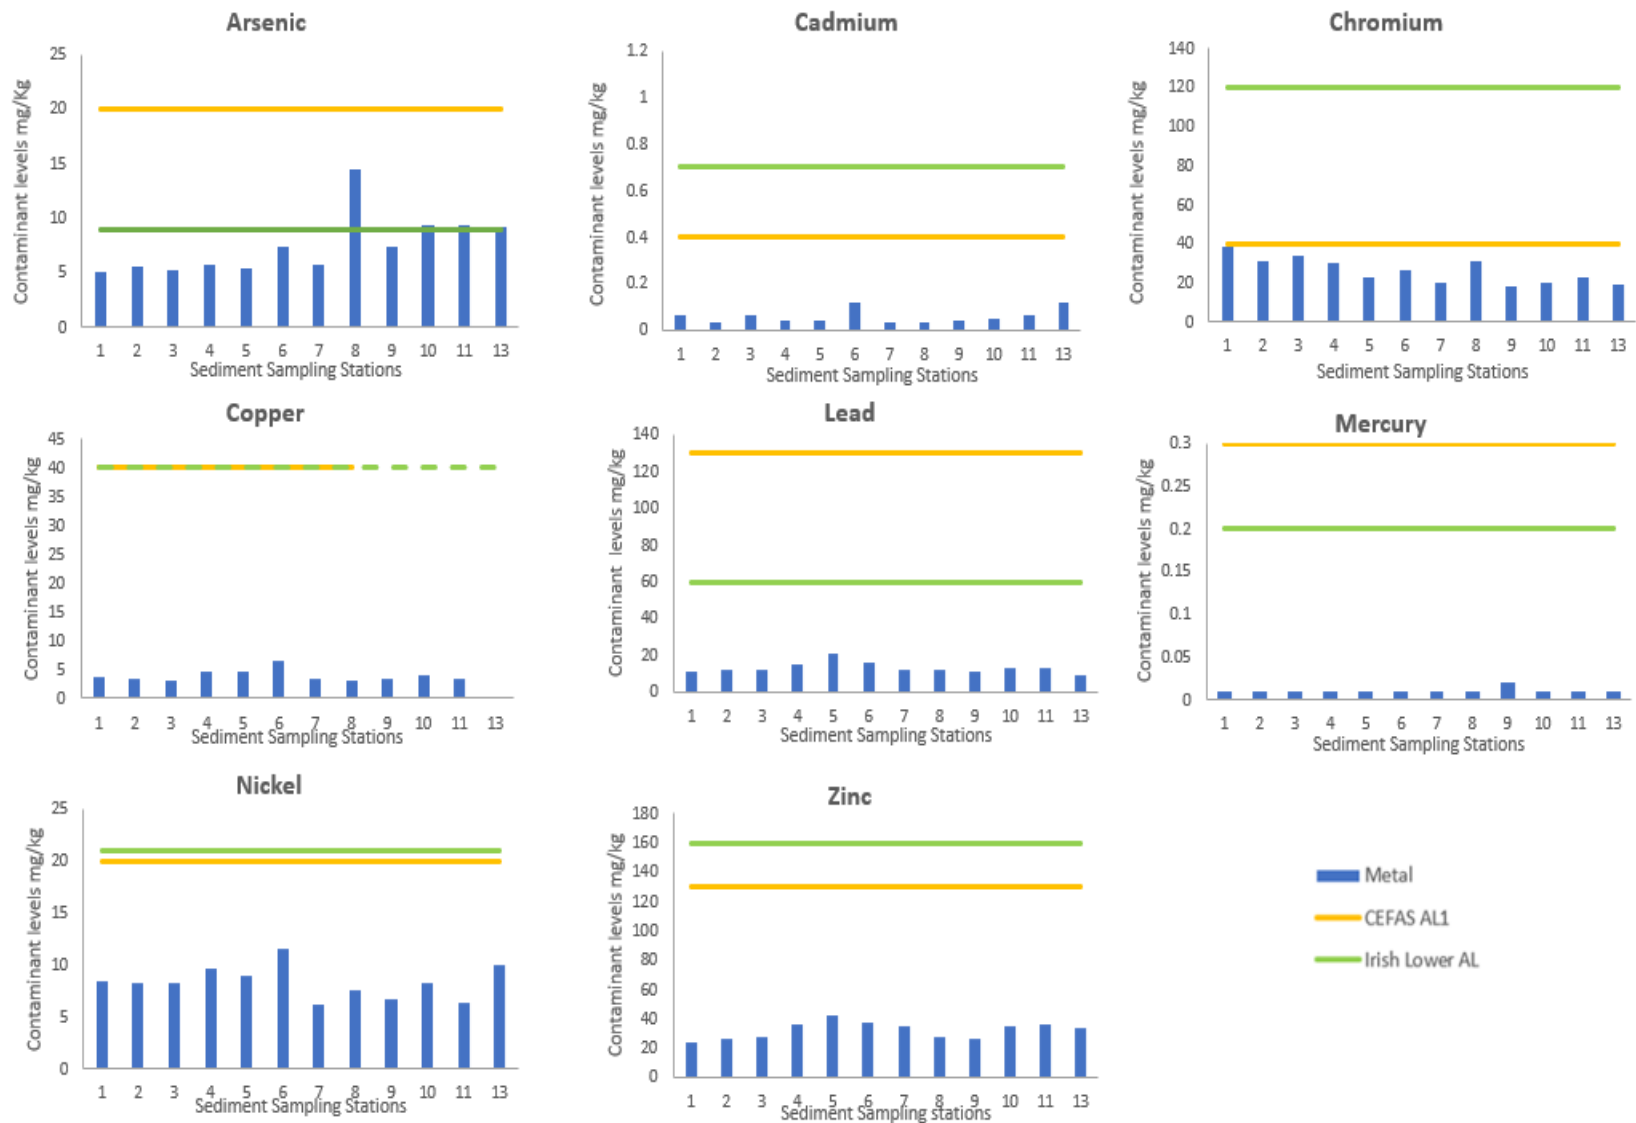 Arsenic
Contaminant levels mg/Kg
25
20
15
10
5
0
1 2 3 4 5 6 7 8 9 10 11 13
Sediment Sampling Stations
Cadmium
Contaminant levels mg/kg
1.2
1
0.8
0.6
0.4
0.2
0
1 2 3 4 5 6 7 8 9 10 11 13
Sediment Sampling Stations
Chromium
Contaminant levels mg/kg
140
120
100
80
60
40
20
0
1 2 3 4 5 6 7 8 9 10 11 13
Sediment Sampling Stations
Copper
Contaminant levels mg/kg
45
40
35
30
25
20
15
10
5
0
1 2 3 4 5 6 7 8 9 10 11 13
Sediment Sampling Stations
Lead
Contaminant levels mg/kg
140
120
100
80
60
40
20
0
1 2 3 4 5 6 7 8 9 10 11 13
Sediment Sampling Stations
Mercury
Contaminant levels mg/kg
0.3
0.25
0.2
0.15
0.1
0.05
0
1 2 3 4 5 6 7 8 9 10 11 13
Sediment Sampling Stations
Nickel
Contaminant levels mg/kg
25
20
15
10
5
0
1 2 3 4 5 6 7 8 9 10 11 13
Sediment Sampling Stations
Zinc
Contaminant levels mg/kg
180
160
140
120
100
80
60
40
20
0
1 2 3 4 5 6 7 8 9 10 11 13
Sediment Sampling stations
Metal
CEFAS AL1
Irish Lower AL